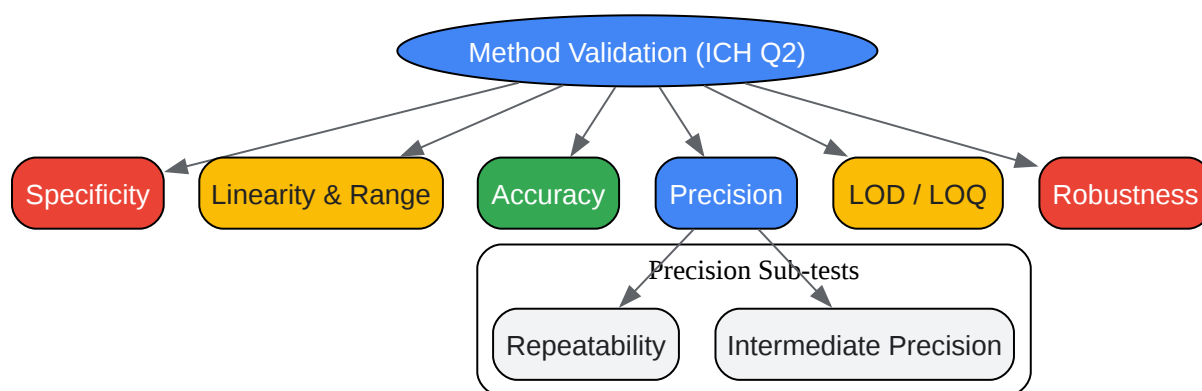 Method Validation (ICH Q2)
Specificity
Linearity & Range
Accuracy
Precision
LOD / LOQ
Robustness
Precision Sub-tests
Repeatability
Intermediate Precision